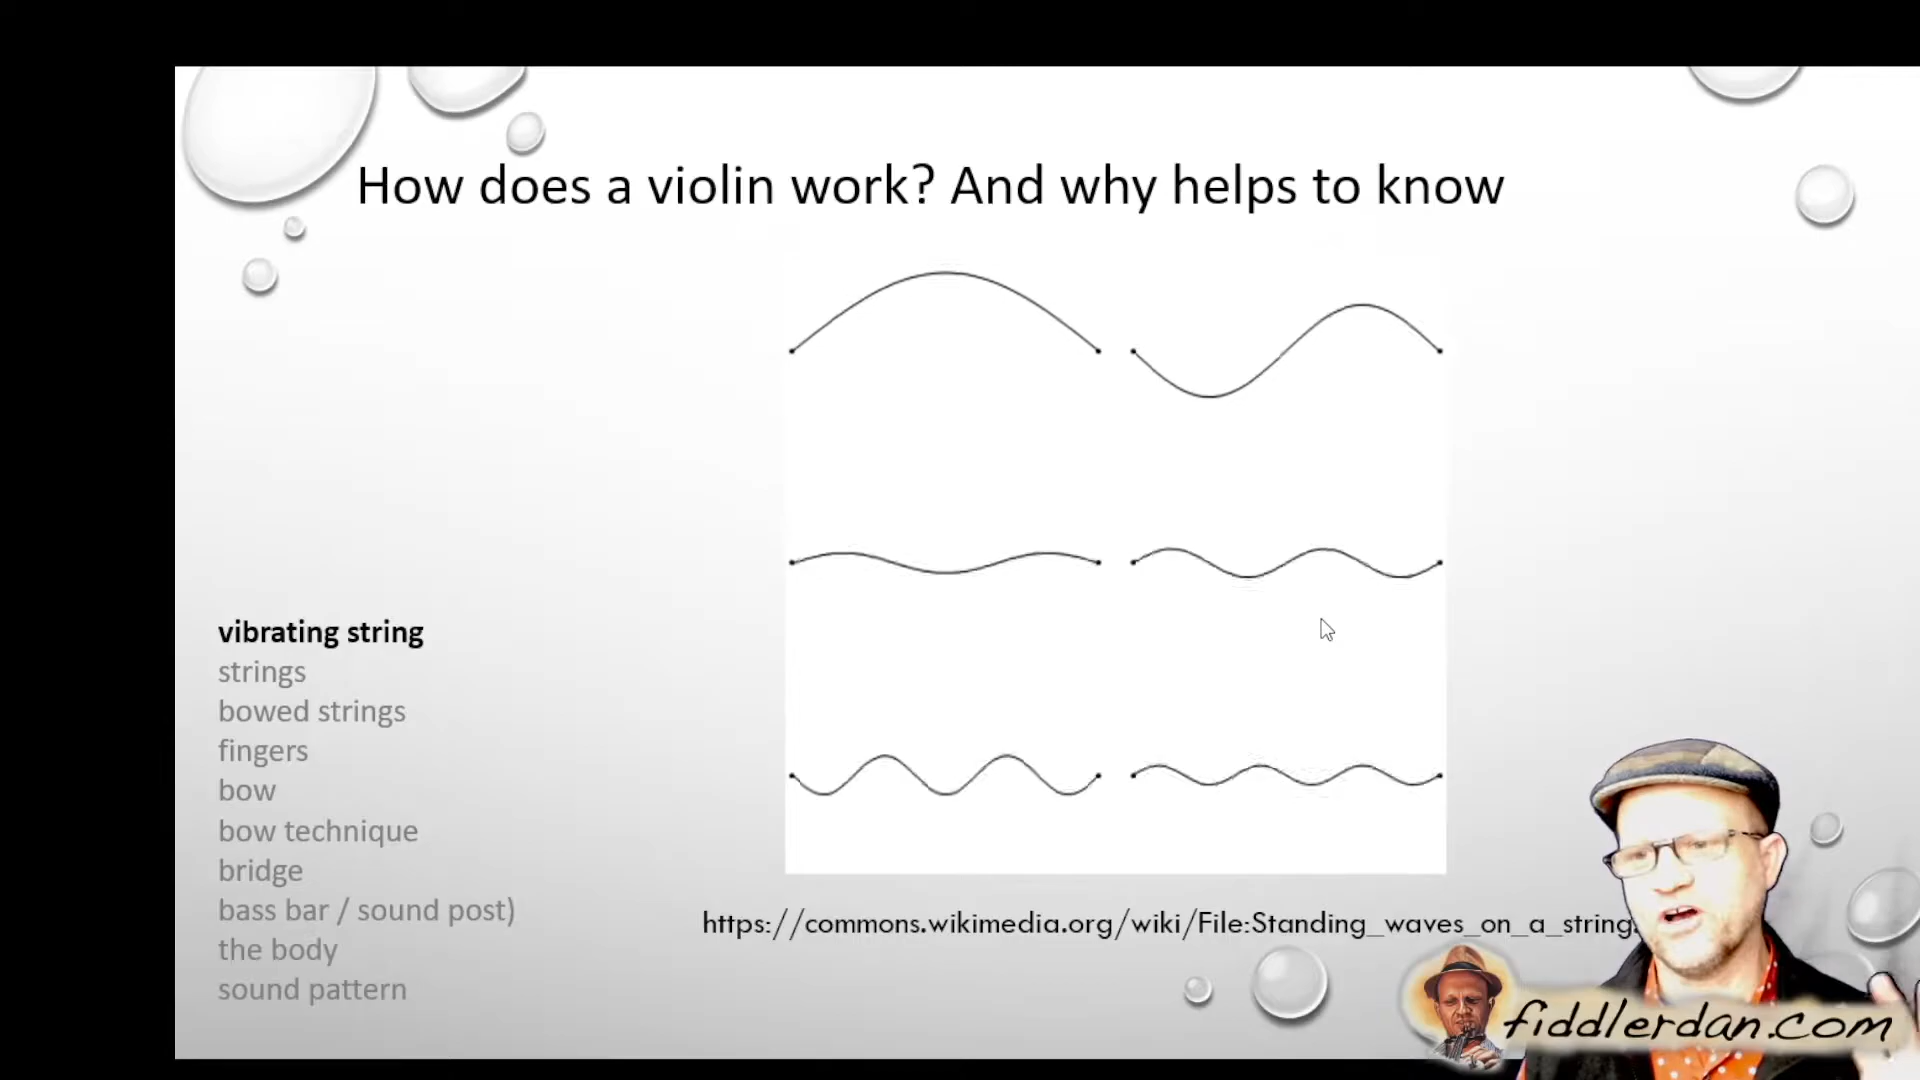 How does a violin work? And why helps to know
vibrating string
strings
bowed strings
fingers
bow
bow technique
bridge
bass bar / sound post)
the body
sound pattern
https://commons.wikimedia.org/wiki/File:Standing_waves_on_a_string.
fiddlerdan.com